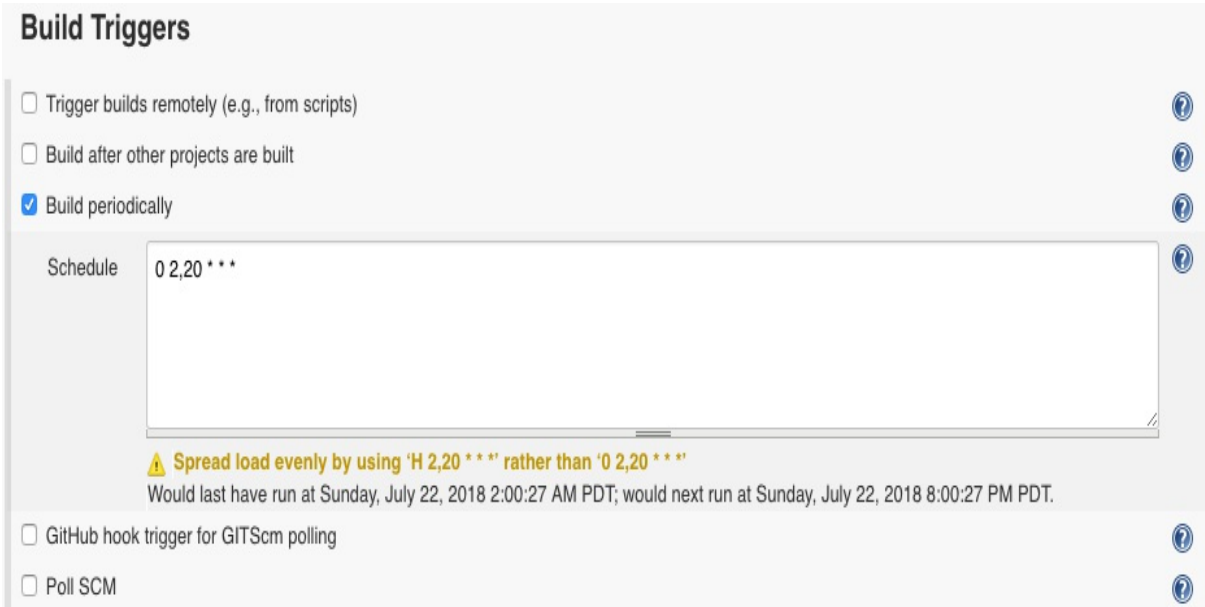 Build Triggers
Trigger builds remotely (e.g., from scripts)
Build after other projects are built
Build periodically
Schedule
0 2,20 * * *
Spread load evenly by using ‘H 2,20 * * *’ rather than ‘0 2,20 * * *’
Would last have run at Sunday, July 22, 2018 2:00:27 AM PDT; would next run at Sunday, July 22, 2018 8:00:27 PM PDT.
GitHub hook trigger for GITScm polling
Poll SCM